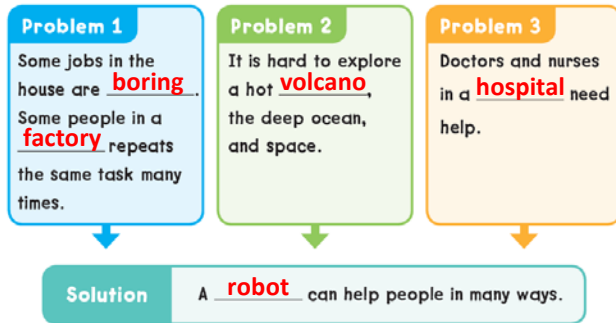 Problem 1
Some jobs in the
house are boring.
Some people in a
factory repeats
the same task many
times.
Problem 2
It is hard to explore
a hot volcano,
the deep ocean,
and space.
Problem 3
Doctors and nurses
in a hospital need
help.
Solution
A robot can help people in many ways.